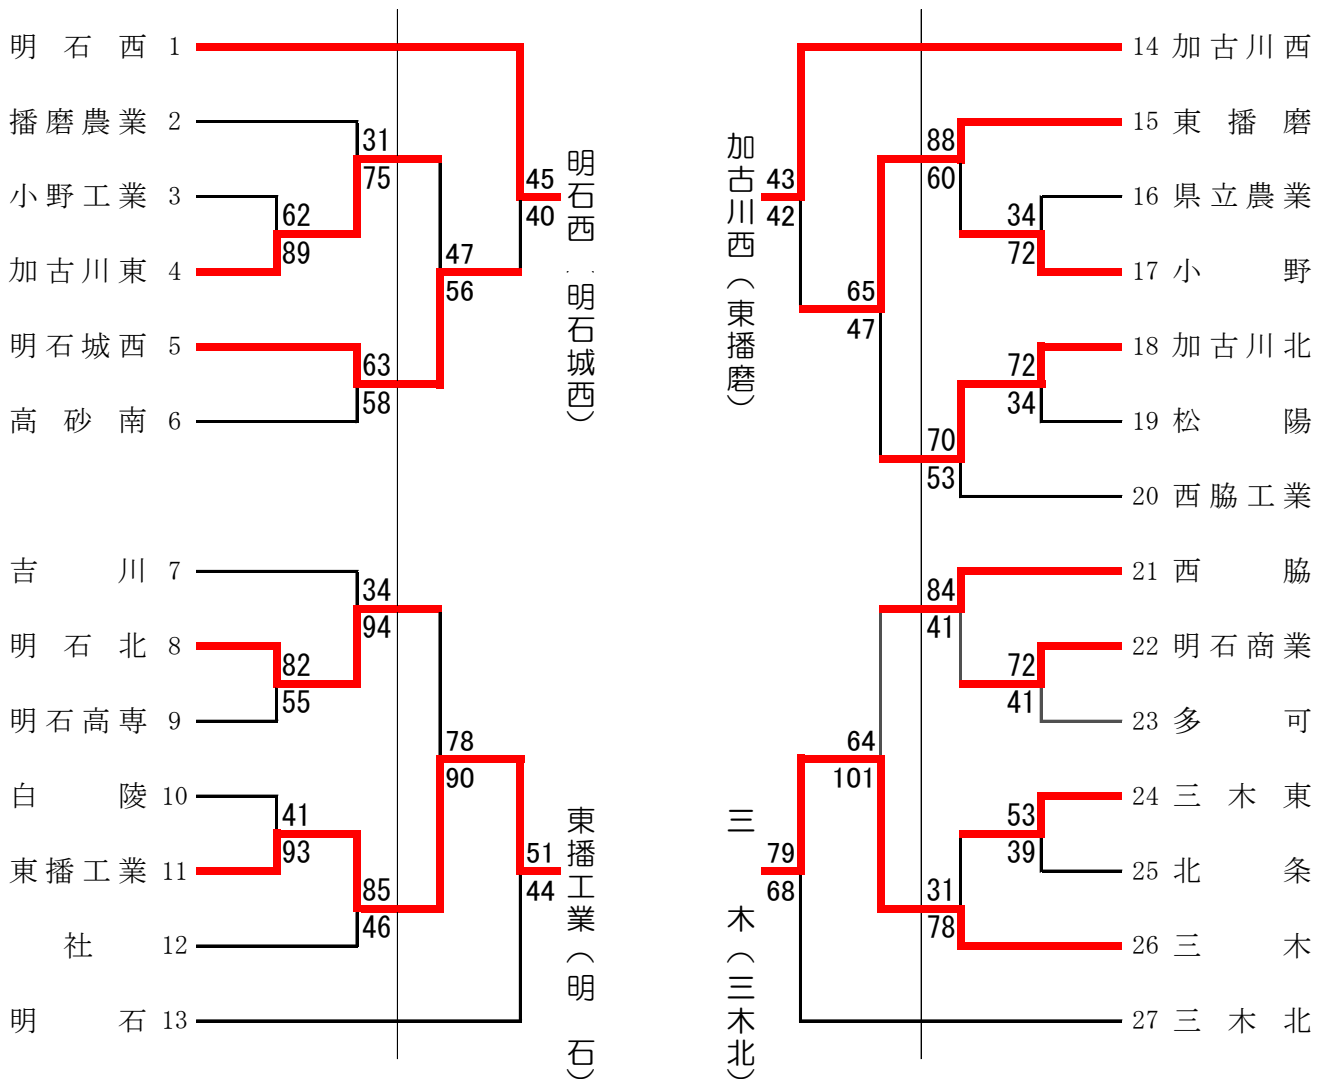 明石西 1
播磨農業 2
小野工業 3
加古川東 4
明石城西 5
高砂南 6
吉川 7
明石北 8
明石高専 9
白陵 10
東播工業 11
社 12
明石 13
31
75
62
89
63
58
47
56
45
40
34
94
82
55
41
93
85
46
78
90
51
44
明石西（明石城西）
東播工業（明石）
加古川西（東播磨）
三木（三木北）
43
42
65
47
88
60
34
72
72
34
70
53
84
41
72
41
64
101
53
39
31
78
79
68
14 加古川西
15 東播磨
16 県立農業
17 小野
18 加古川北
19 松陽
20 西脇工業
21 西脇
22 明石商業
23 多可
24 三木東
25 北条
26 三木
27 三木北